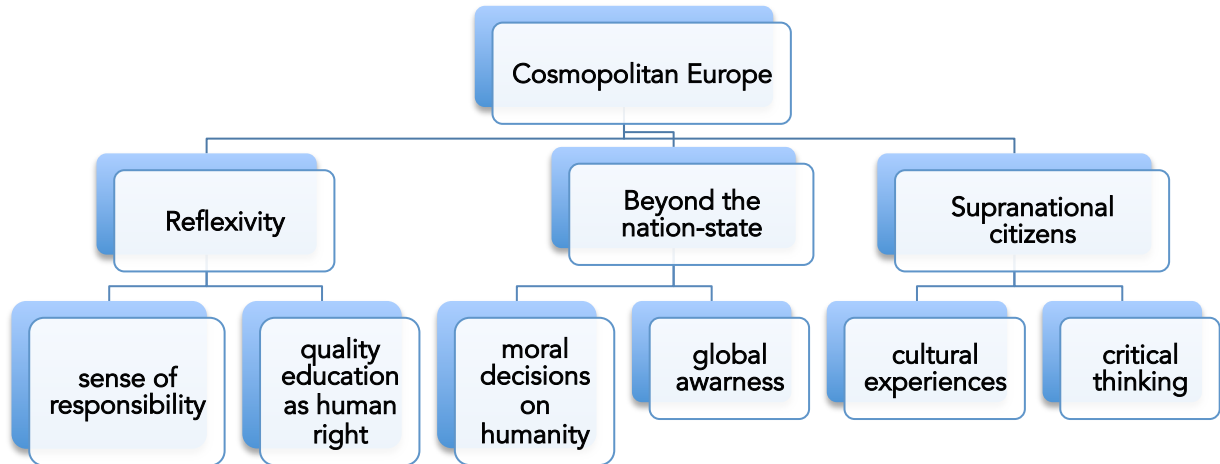 Cosmopolitan Europe
Reflexivity
Beyond the
nation-state
Supranational
citizens
sense of
responsibility
quality
education
as human
right
moral
decisions
on
humanity
global
awarness
cultural
experiences
critical
thinking